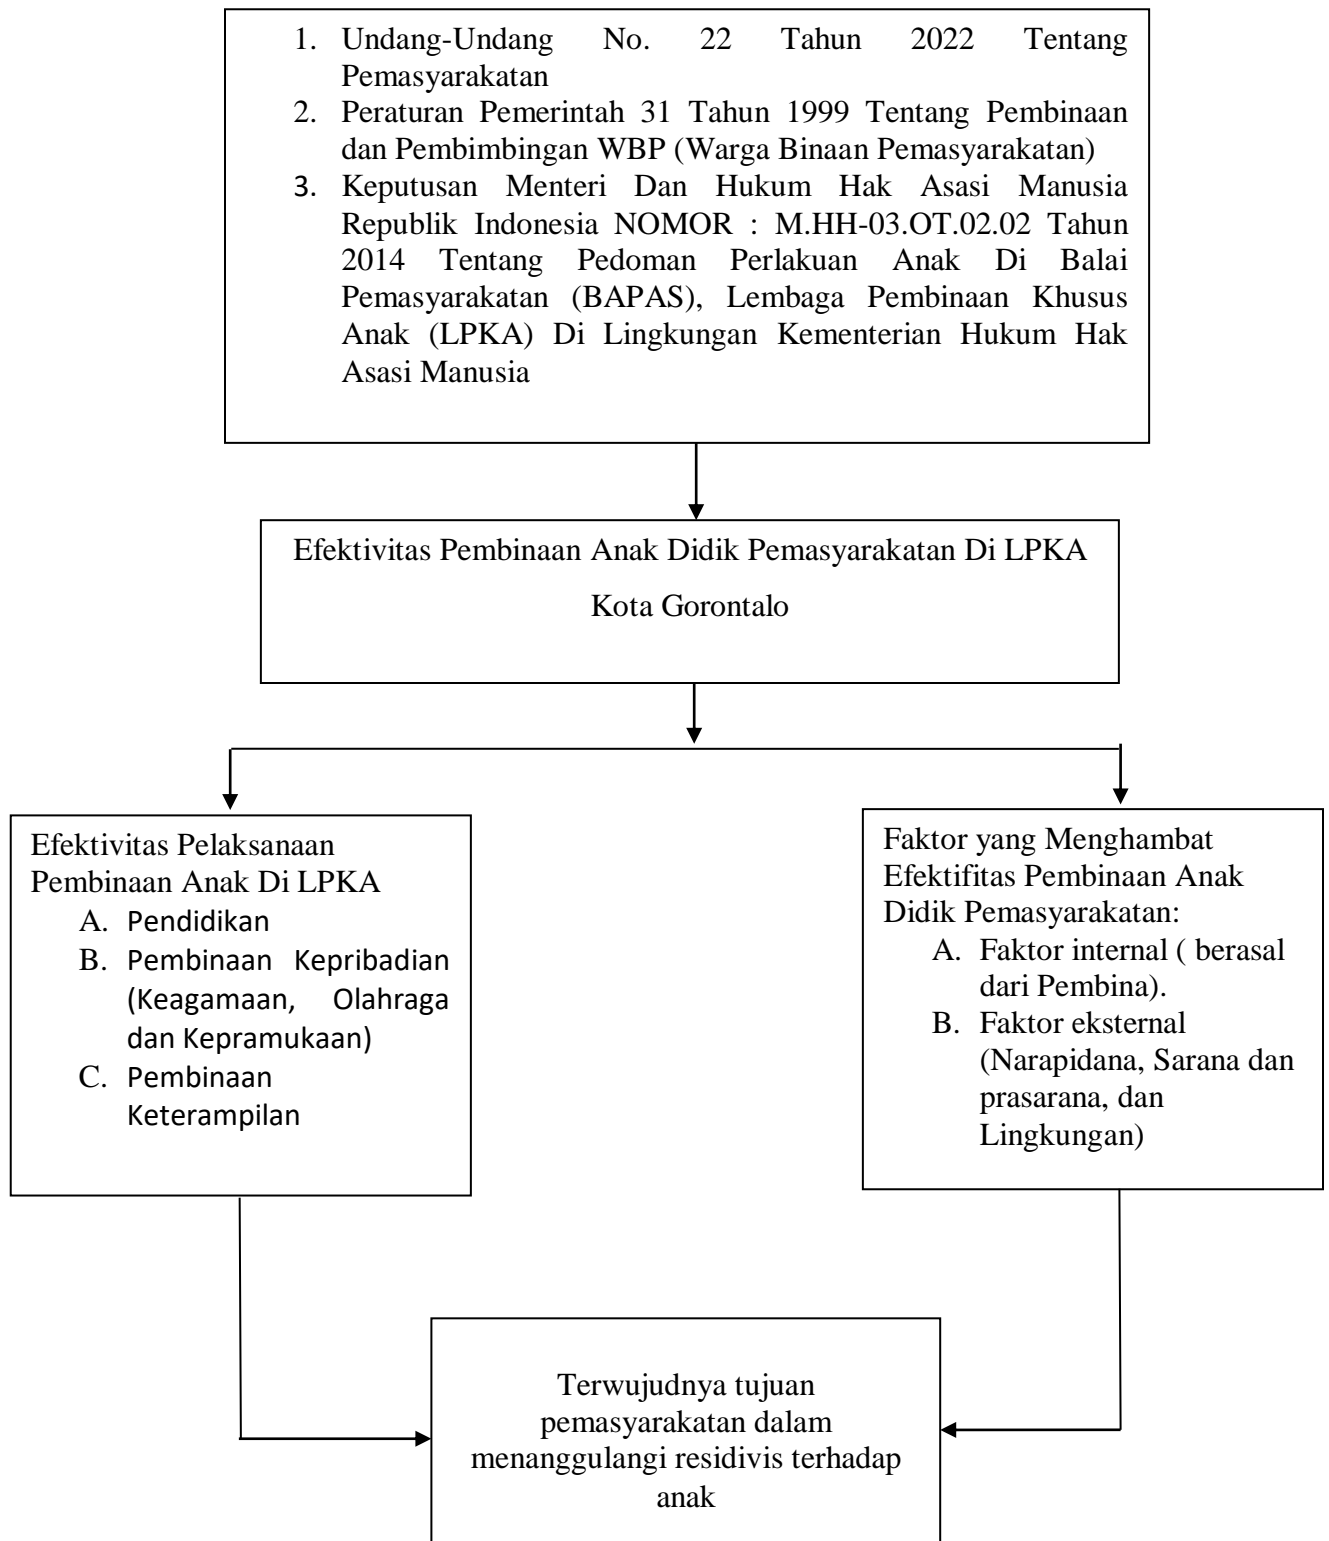 1. Undang-Undang No. 22 Tahun 2022 Tentang
Pemasyarakatan
2. Peraturan Pemerintah 31 Tahun 1999 Tentang Pembinaan
dan Pembimbingan WBP (Warga Binaan Pemasyarakatan)
3. Keputusan Menteri Dan Hukum Hak Asasi Manusia
Republik Indonesia NOMOR : M.HH-03.OT.02.02 Tahun
2014 Tentang Pedoman Perlakuan Anak Di Balai
Pemasyarakatan (BAPAS), Lembaga Pembinaan Khusus
Anak (LPKA) Di Lingkungan Kementerian Hukum Hak
Asasi Manusia
Efektivitas Pembinaan Anak Didik Pemasyarakatan Di LPKA
Kota Gorontalo
Efektivitas Pelaksanaan
Pembinaan Anak Di LPKA
A. Pendidikan
B. Pembinaan Kepribadian
(Keagamaan, Olahraga
dan Kepramukaan)
C. Pembinaan
Keterampilan
Faktor yang Menghambat
Efektifitas Pembinaan Anak
Didik Pemasyarakatan:
A. Faktor internal ( berasal
dari Pembina).
B. Faktor eksternal
(Narapidana, Sarana dan
prasarana, dan
Lingkungan)
Terwujudnya tujuan
pemasyarakatan dalam
menanggulangi residivis terhadap
anak